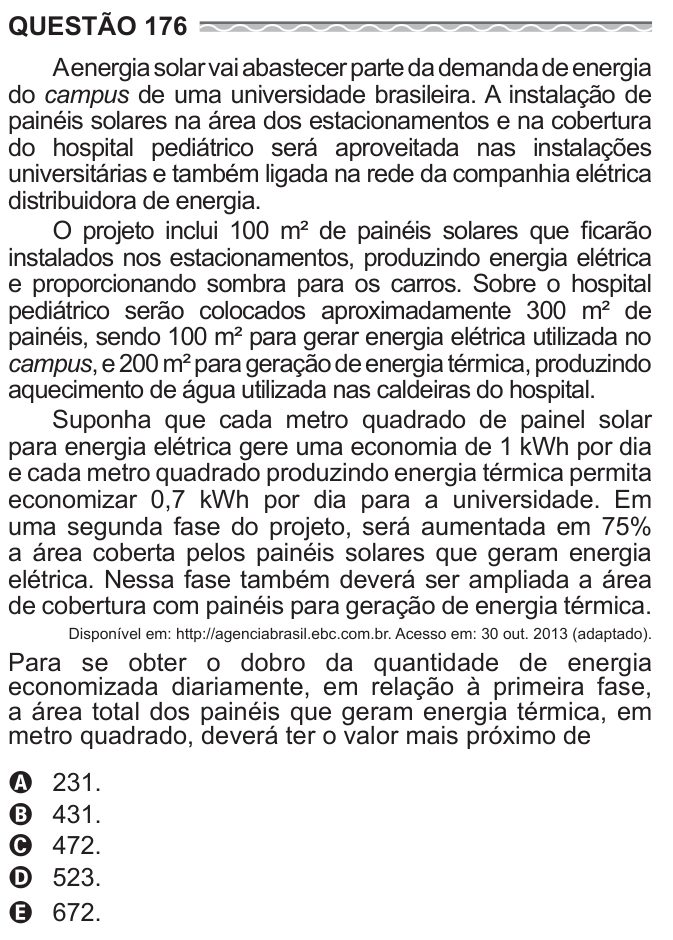 QUESTÃO 176
A energia solar vai abastecer parte da demanda de energia
do campus de uma universidade brasileira. A instalação de
painéis solares na área dos estacionamentos e na cobertura
do hospital pediátrico será aproveitada nas instalações
universitárias e também ligada na rede da companhia elétrica
distribuidora de energia.
O projeto inclui 100 m² de painéis solares que ficarão
instalados nos estacionamentos, produzindo energia elétrica
e proporcionando sombra para os carros. Sobre o hospital
pediátrico serão colocados aproximadamente 300 m² de
painéis, sendo 100 m² para gerar energia elétrica utilizada no
campus, e 200 m² para geração de energia térmica, produzindo
aquecimento de água utilizada nas caldeiras do hospital.
Suponha que cada metro quadrado de painel solar
para energia elétrica gere uma economia de 1 kWh por dia
e cada metro quadrado produzindo energia térmica permita
economizar 0,7 kWh por dia para a universidade. Em
uma segunda fase do projeto, será aumentada em 75%
a área coberta pelos painéis solares que geram energia
elétrica. Nessa fase também deverá ser ampliada a área
de cobertura com painéis para geração de energia térmica.
Disponível em: http://agenciabrasil.ebc.com.br. Acesso em: 30 out. 2013 (adaptado).
Para se obter o dobro da quantidade de energia
economizada diariamente, em relação à primeira fase,
a área total dos painéis que geram energia térmica, em
metro quadrado, deverá ter o valor mais próximo de
A 231.
B 431.
C 472.
D 523.
E 672.